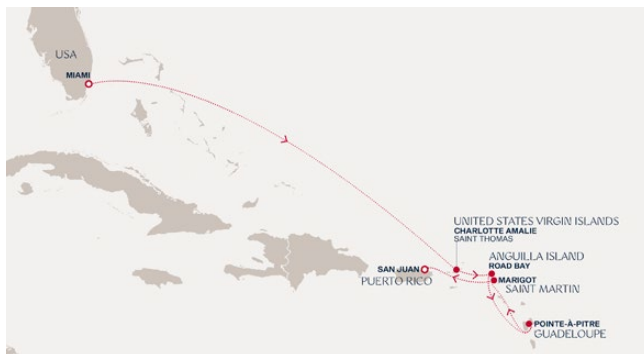 USA
MIAMI
UNITED STATES VIRGIN ISLANDS
CHARLOTTE AMALIE
SAINT THOMAS
ANGUILLA ISLAND
ROAD BAY
SAN JUAN
PUERTO RICO
MARIGOT
SAINT MARTIN
POINTE-À-PITRE
GUADELOUPE